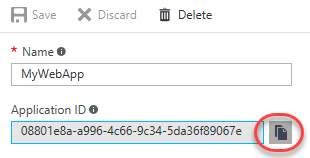 Save Discard Delete
* Name
MyWebApp
Application ID
08801e8a-a996-4c66-9c34-5da36f89067e